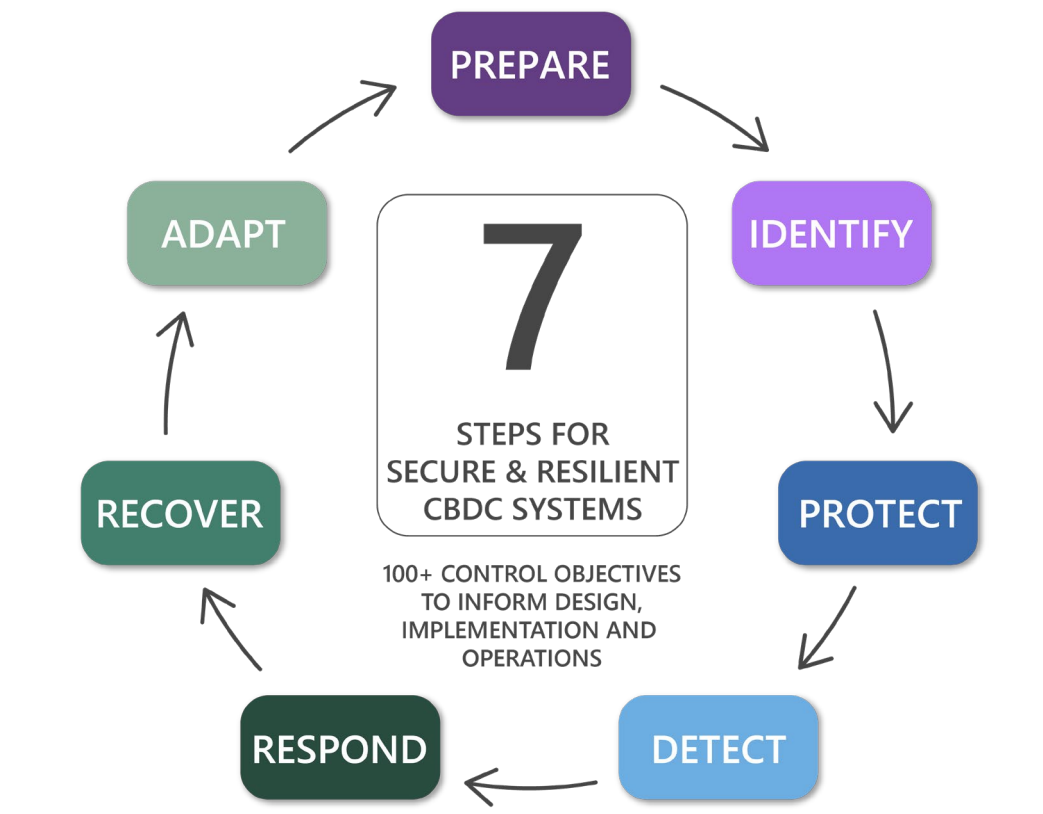 PREPARE
IDENTIFY
PROTECT
DETECT
RESPOND
RECOVER
ADAPT
7
STEPS FOR
SECURE & RESILIENT
CBDC SYSTEMS
100+ CONTROL OBJECTIVES
TO INFORM DESIGN,
IMPLEMENTATION AND
OPERATIONS